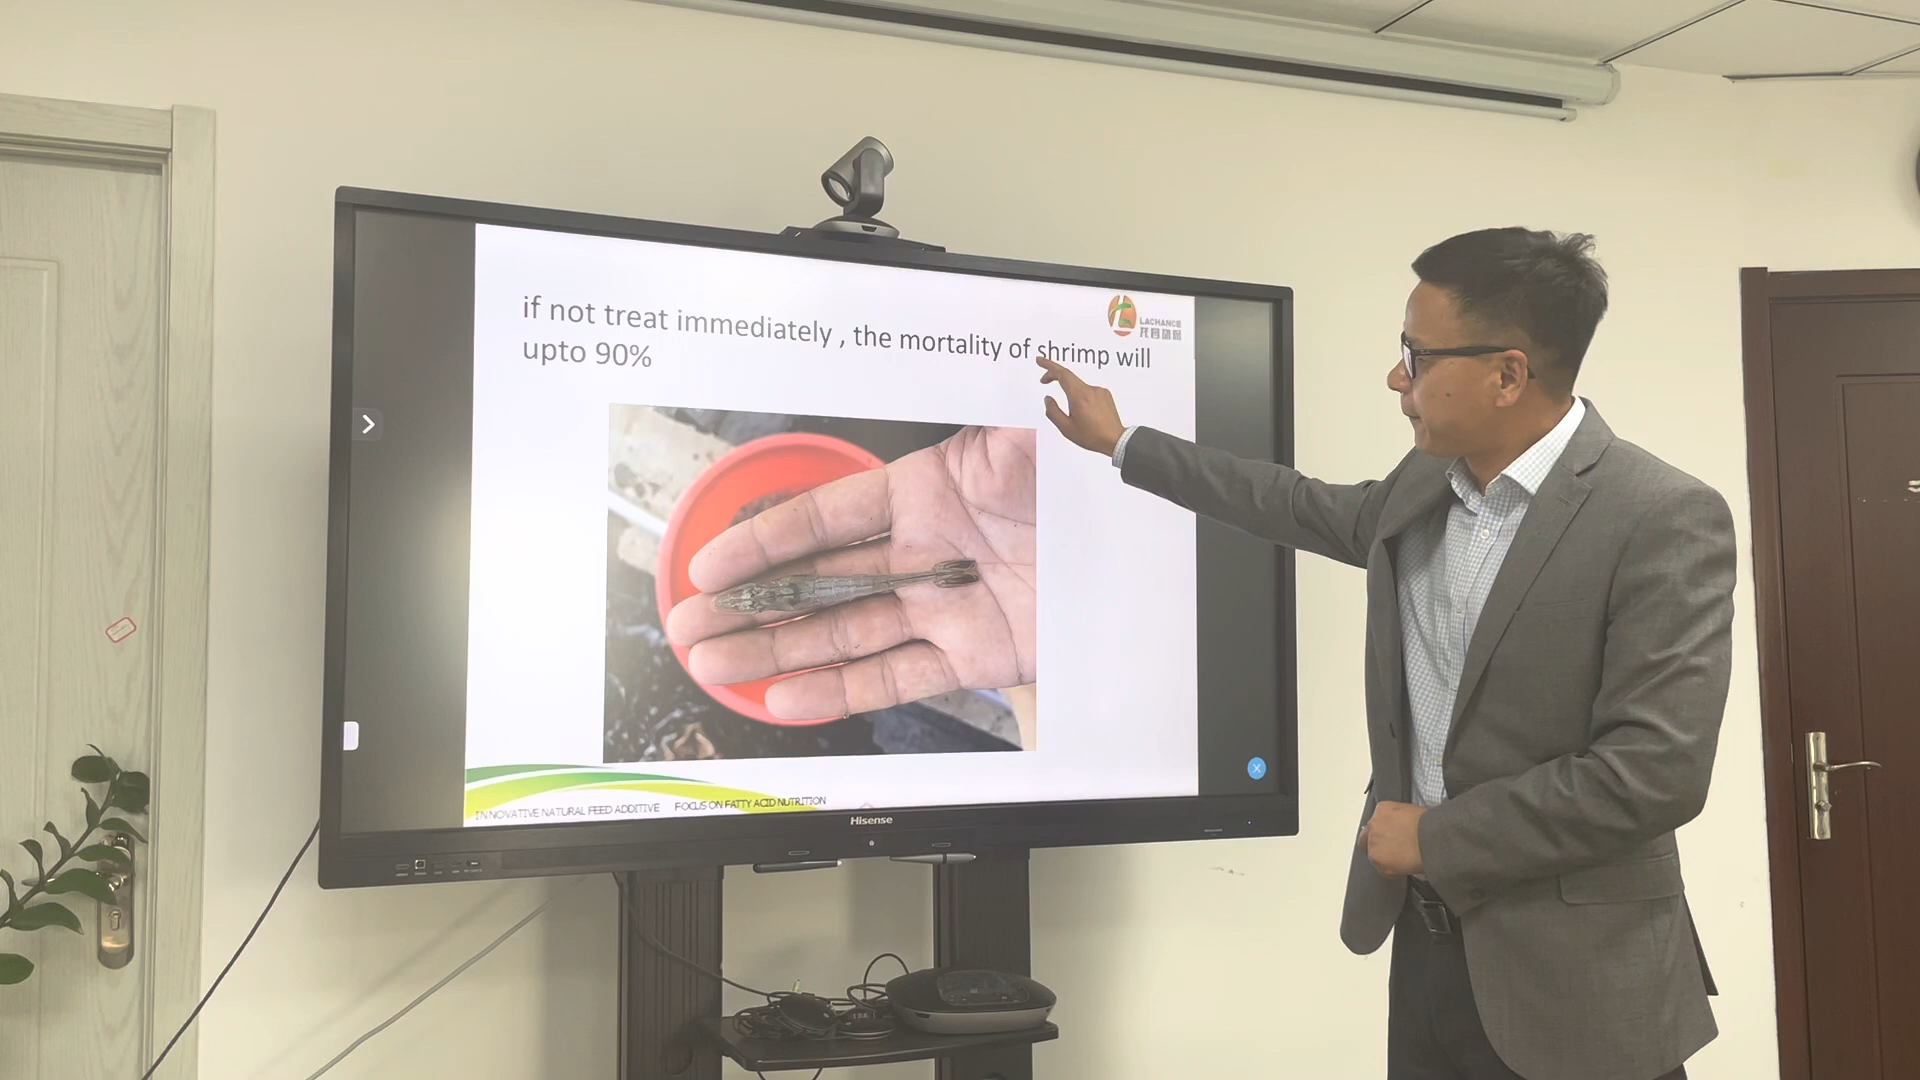 if not treat immediately , the mortality of shrimp will
upto 90%
LACHANCE
INNOVATIVE NATURAL FEED ADDITIVE FOCUS ON FATTY ACID NUTRITION
Hisense